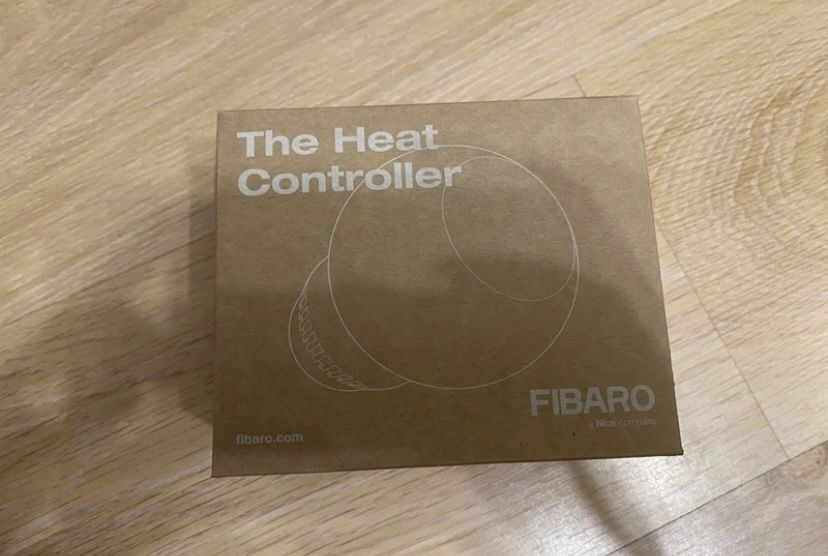 The Heat
Controller
FIBARO
a Nice company
fibaro.com